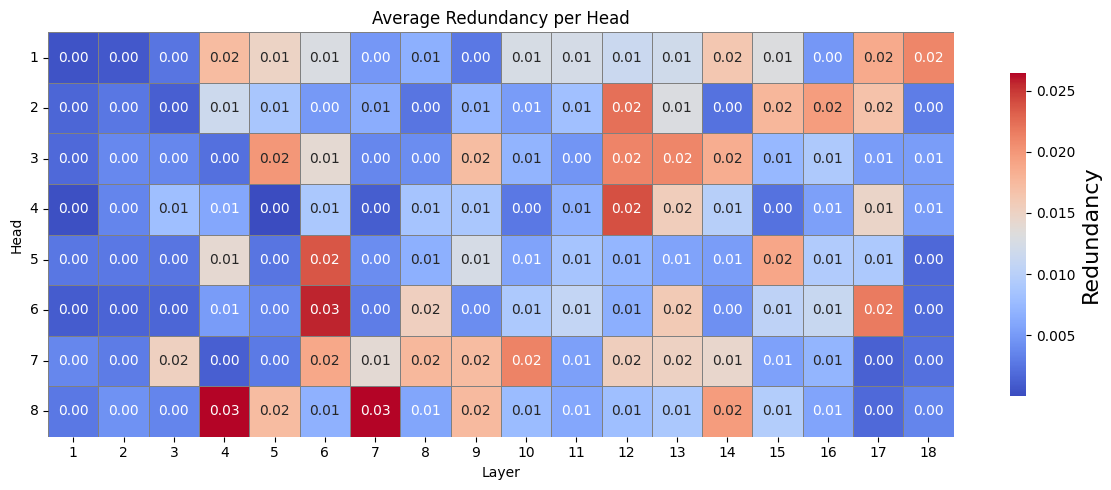 Average Redundancy per Head
1 0.00 0.00 0.00 0.02 0.01 0.01 0.00 0.01 0.00 0.01 0.01 0.01 0.01 0.02 0.01 0.00 0.02 0.02
2 0.00 0.00 0.00 0.01 0.01 0.00 0.01 0.00 0.01 0.01 0.01 0.02 0.01 0.00 0.02 0.02 0.02 0.00
3 0.00 0.00 0.00 0.00 0.02 0.01 0.00 0.00 0.02 0.01 0.00 0.02 0.02 0.02 0.01 0.01 0.01 0.01
4 0.00 0.00 0.01 0.01 0.00 0.01 0.00 0.01 0.01 0.00 0.01 0.02 0.02 0.01 0.00 0.01 0.01 0.01
5 0.00 0.00 0.00 0.01 0.00 0.02 0.00 0.01 0.01 0.01 0.01 0.01 0.01 0.01 0.02 0.01 0.01 0.00
6 0.00 0.00 0.00 0.01 0.00 0.03 0.00 0.02 0.00 0.01 0.01 0.01 0.02 0.00 0.01 0.01 0.02 0.00
7 0.00 0.00 0.02 0.00 0.00 0.02 0.01 0.02 0.02 0.02 0.01 0.02 0.02 0.01 0.01 0.01 0.00 0.00
8 0.00 0.00 0.00 0.03 0.02 0.01 0.03 0.01 0.02 0.01 0.01 0.01 0.01 0.02 0.01 0.01 0.00 0.00
1 2 3 4 5 6 7 8 9 10 11 12 13 14 15 16 17 18
Layer
Head
0.025
0.020
0.015
0.010
0.005
Redundancy